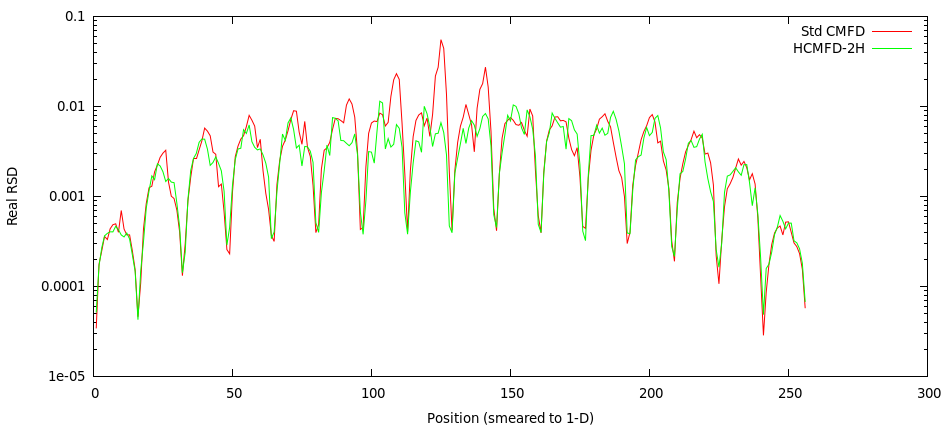 0.1
0.01
0.001
0.0001
1e-05
Real RSD
Std CMFD
HCMFD-2H
0 50 100 150 200 250 300
Position (smeared to 1-D)